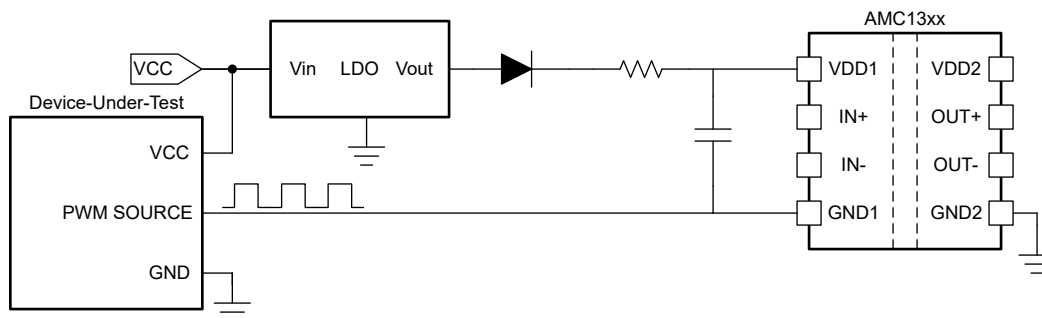 AMC13xx
VCC
Vin LDO Vout
VDD1 VDD2
Device-Under-Test
IN+ OUT+
VCC
IN- OUT-
PWM SOURCE
GND1 GND2
GND